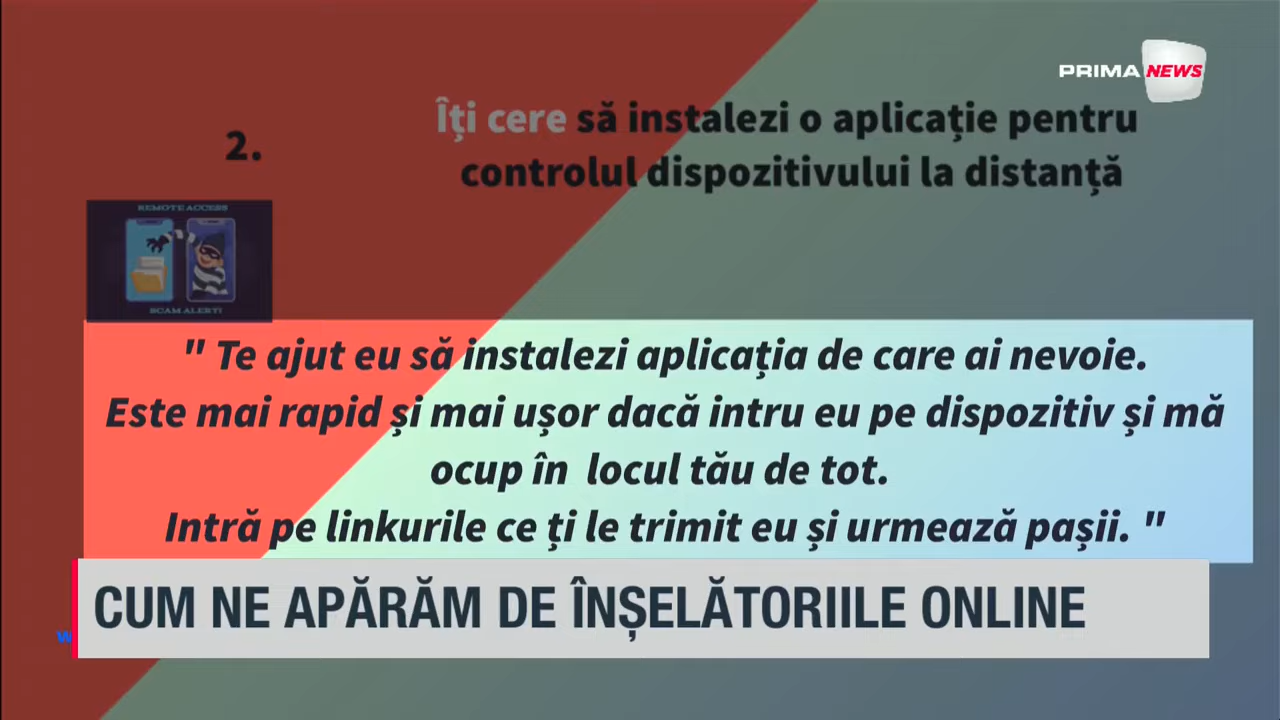 PRIMA NEWS
2.
Îți cere să instalezi o aplicație pentru
controlul dispozitivului la distanță
REMOTE ACCESS
SCAM ALERT!
" Te ajut eu să instalezi aplicația de care ai nevoie.
Este mai rapid și mai ușor dacă intru eu pe dispozitiv și mă
ocup în locul tău de tot.
Intră pe linkurile ce ți le trimit eu și urmează pașii. "
CUM NE APĂRĂM DE ÎNȘELĂTORIILE ONLINE